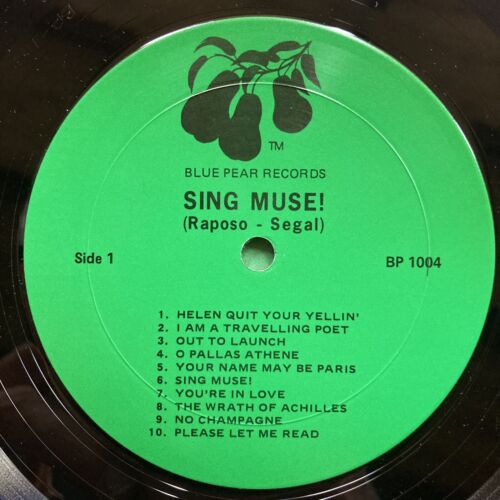 TM
BLUE PEAR RECORDS
SING MUSE!
(Raposo - Segal)
Side 1
BP 1004
1. HELEN QUIT YOUR YELLIN'
2. I AM A TRAVELLING POET
3. OUT TO LAUNCH
4. O PALLAS ATHENE
5. YOUR NAME MAY BE PARIS
6. SING MUSE!
7. YOU'RE IN LOVE
8. THE WRATH OF ACHILLES
9. NO CHAMPAGNE
10. PLEASE LET ME READ